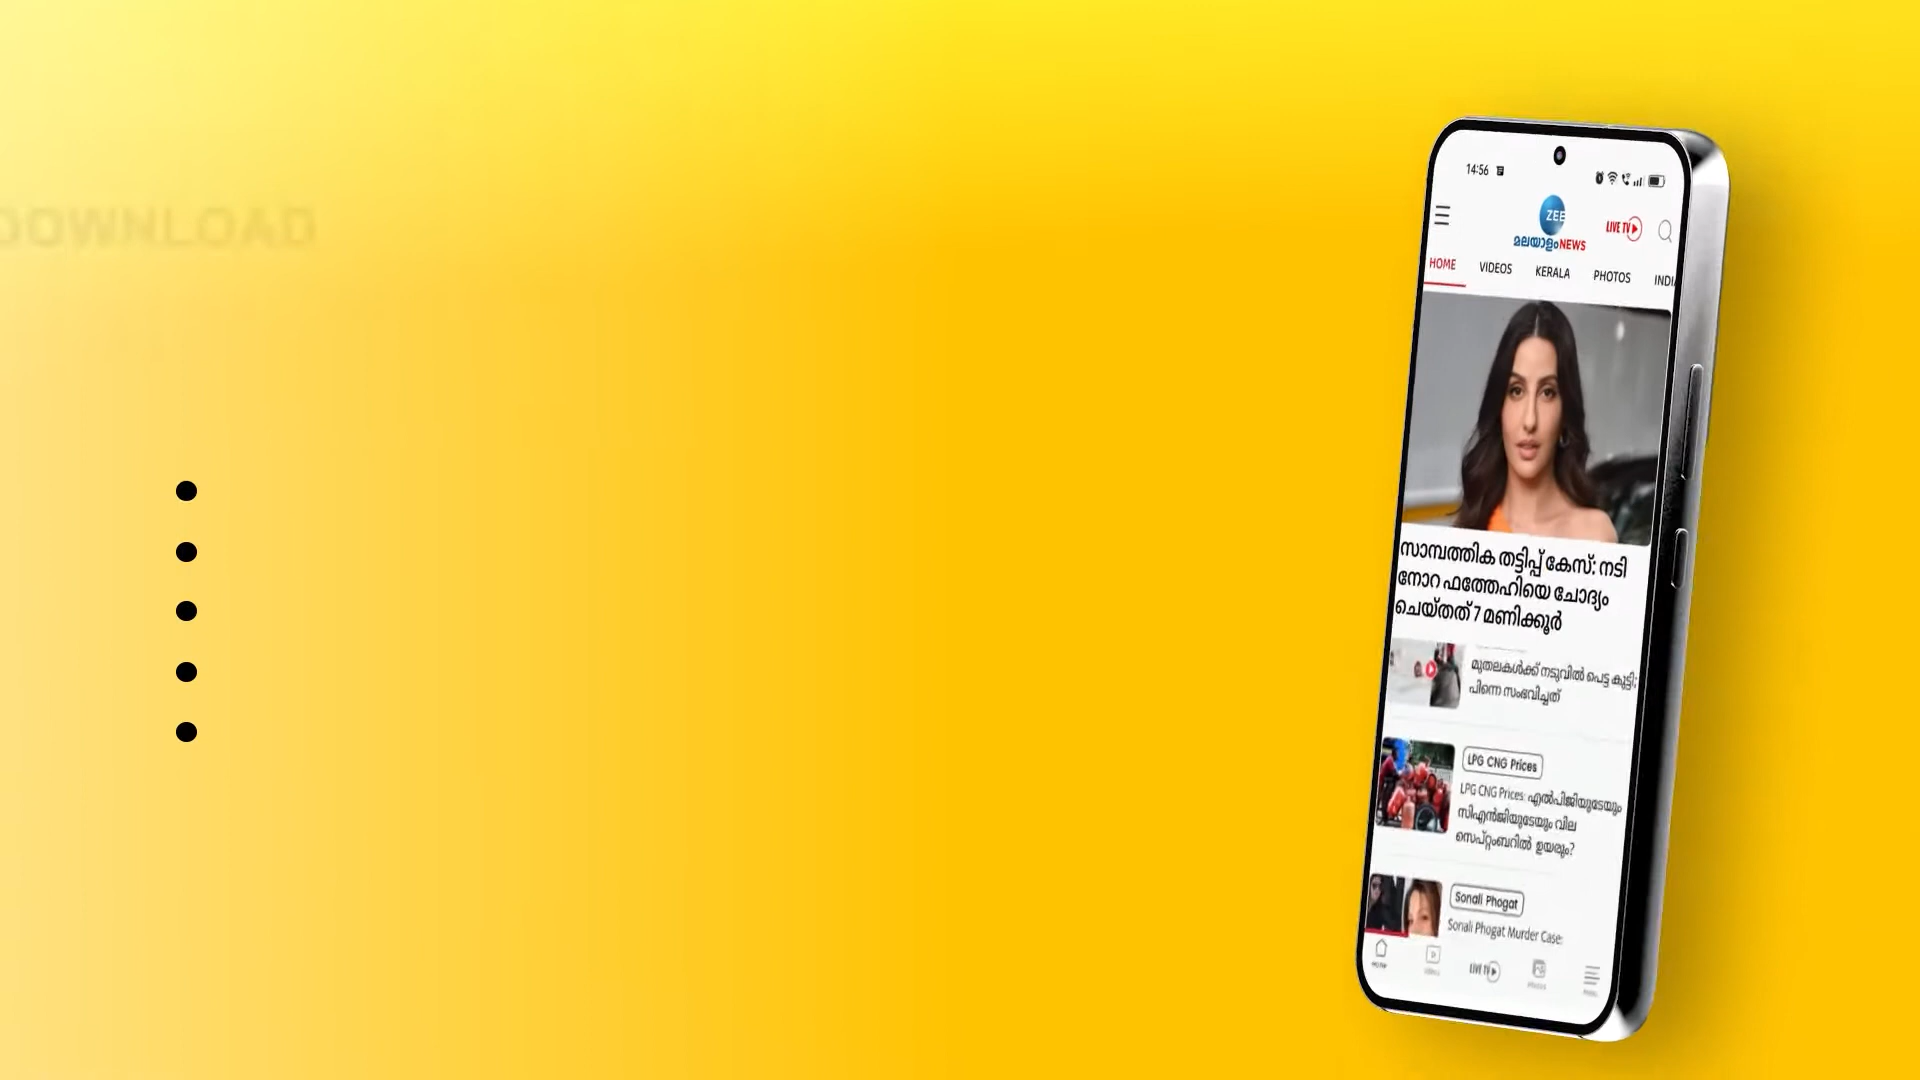 DOWNLOAD
14:56
ZEE
മലയാളംNEWS
LIVE TV
HOME VIDEOS KERALA PHOTOS INDIA
സാമ്പത്തിക തട്ടിപ്പ് കേസ്: നടി
നോറ ഫത്തേഹിയെ ചോദ്യം
ചെയ്തത് 7 മണിക്കൂർ
മുതലകൾക്ക് നടുവിൽ പെട്ട കുട്ടി;
പിന്നെ സംഭവിച്ചത്
LPG CNG Prices
LPG CNG Prices: എൽപിജിയുടേയും
സിഎൻജിയുടേയും വില
സെപ്റ്റംബറിൽ ഉയരും?
Sonali Phogat
Sonali Phogat Murder Case:
LIVE TV